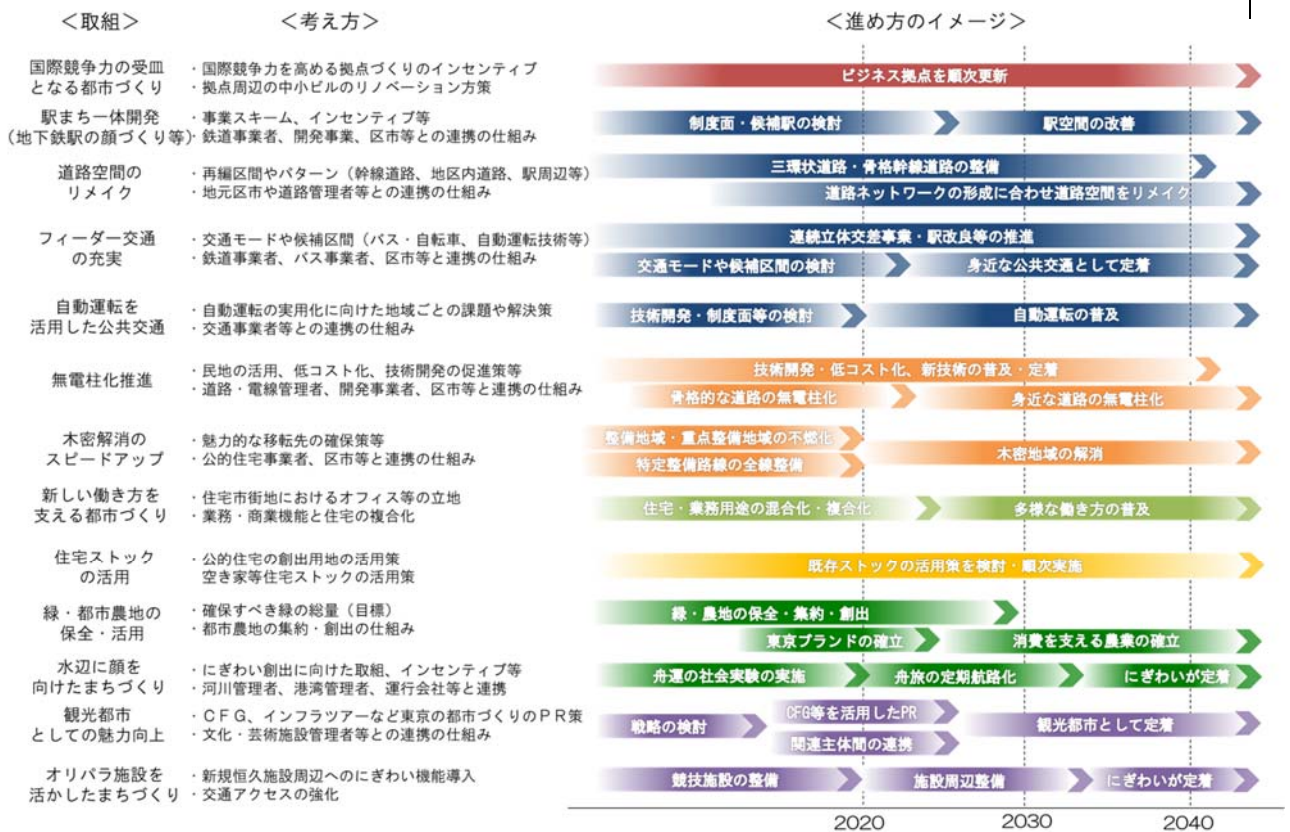 ＜取組＞
＜考え方＞
＜進め方のイメージ＞
国際競争力の受皿
となる都市づくり
・国際競争力を高める拠点づくりのインセンティブ
・拠点周辺の中小ビルのリノベーション方策
ビジネス拠点を順次更新
駅まち一体開発
(地下鉄駅の顔づくり等)
・事業スキーム、インセンティブ等
・鉄道事業者、開発事業、区市等との連携の仕組み
制度面・候補駅の検討
駅空間の改善
道路空間の
リメイク
・再編区間やパターン（幹線道路、地区内道路、駅周辺等）
・地元区市や道路管理者等との連携の仕組み
三環状道路・骨格幹線道路の整備
道路ネットワークの形成に合わせ道路空間をリメイク
フィーダー交通
の充実
・交通モードや候補区間（バス・自転車、自動運転技術等）
・鉄道事業者、バス事業者、区市等と連携の仕組み
連続立体交差事業・駅改良等の推進
交通モードや候補区間の検討
身近な公共交通として定着
自動運転を
活用した公共交通
・自動運転の実用化に向けた地域ごとの課題や解決策
・交通事業者等との連携の仕組み
技術開発・制度面等の検討
自動運転の普及
無電柱化推進
・民地の活用、低コスト化、技術開発の促進策等
・道路・電線管理者、開発事業者、区市等と連携の仕組み
技術開発・低コスト化、新技術の普及・定着
骨格的な道路の無電柱化
身近な道路の無電柱化
木密解消の
スピードアップ
・魅力的な移転先の確保策等
・公的住宅事業者、区市等と連携の仕組み
整備地域・重点整備地域の不燃化
特定整備路線の全線整備
木密地域の解消
新しい働き方を
支える都市づくり
・住宅市街地におけるオフィス等の立地
・業務・商業機能と住宅の複合化
住宅・業務用途の混合化・複合化
多様な働き方の普及
住宅ストック
の活用
・公的住宅の創出用地の活用策
空き家等住宅ストックの活用策
既存ストックの活用策を検討・順次実施
緑・都市農地の
保全・活用
・確保すべき緑の総量（目標）
・都市農地の集約・創出の仕組み
緑・農地の保全・集約・創出
東京ブランドの確立
消費を支える農業の確立
水辺に顔を
向けたまちづくり
・にぎわい創出に向けた取組、インセンティブ等
・河川管理者、港湾管理者、運行会社等と連携
舟運の社会実験の実施
舟旅の定期航路化
にぎわいが定着
観光都市
としての魅力向上
・ＣＦＧ、インフラツアーなど東京の都市づくりのＰＲ策
・文化・芸術施設管理者等との連携の仕組み
戦略の検討
CFG等を活用したPR
関連主体間の連携
観光都市として定着
オリパラ施設を
活かしたまちづくり
・新規恒久施設周辺へのにぎわい機能導入
・交通アクセスの強化
競技施設の整備
施設周辺整備
にぎわいが定着
2020
2030
2040